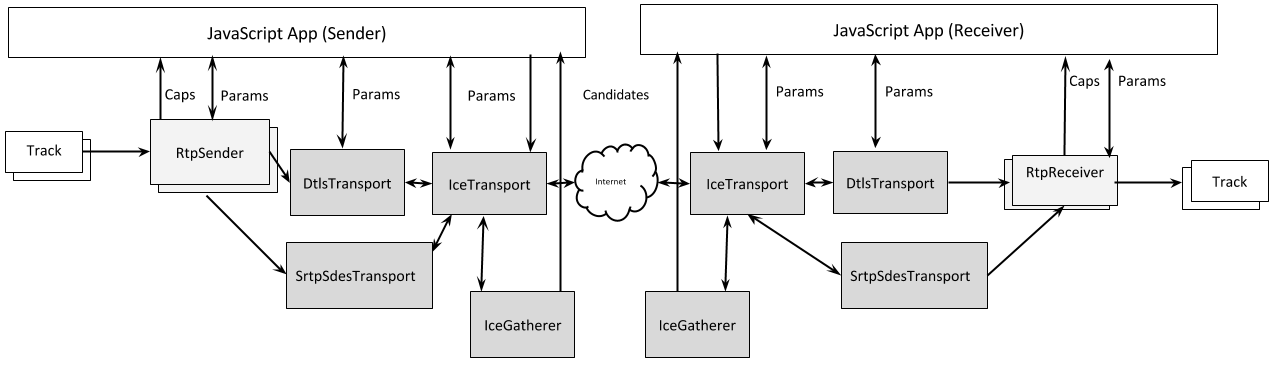 JavaScript App (Sender)
JavaScript App (Receiver)
Caps
Params
Params
Params
Candidates
Params
Params
Caps
Params
Track
RtpSender
DtlsTransport
IceTransport
Internet
IceTransport
DtlsTransport
RtpReceiver
Track
SrtpSdesTransport
SrtpSdesTransport
IceGatherer
IceGatherer